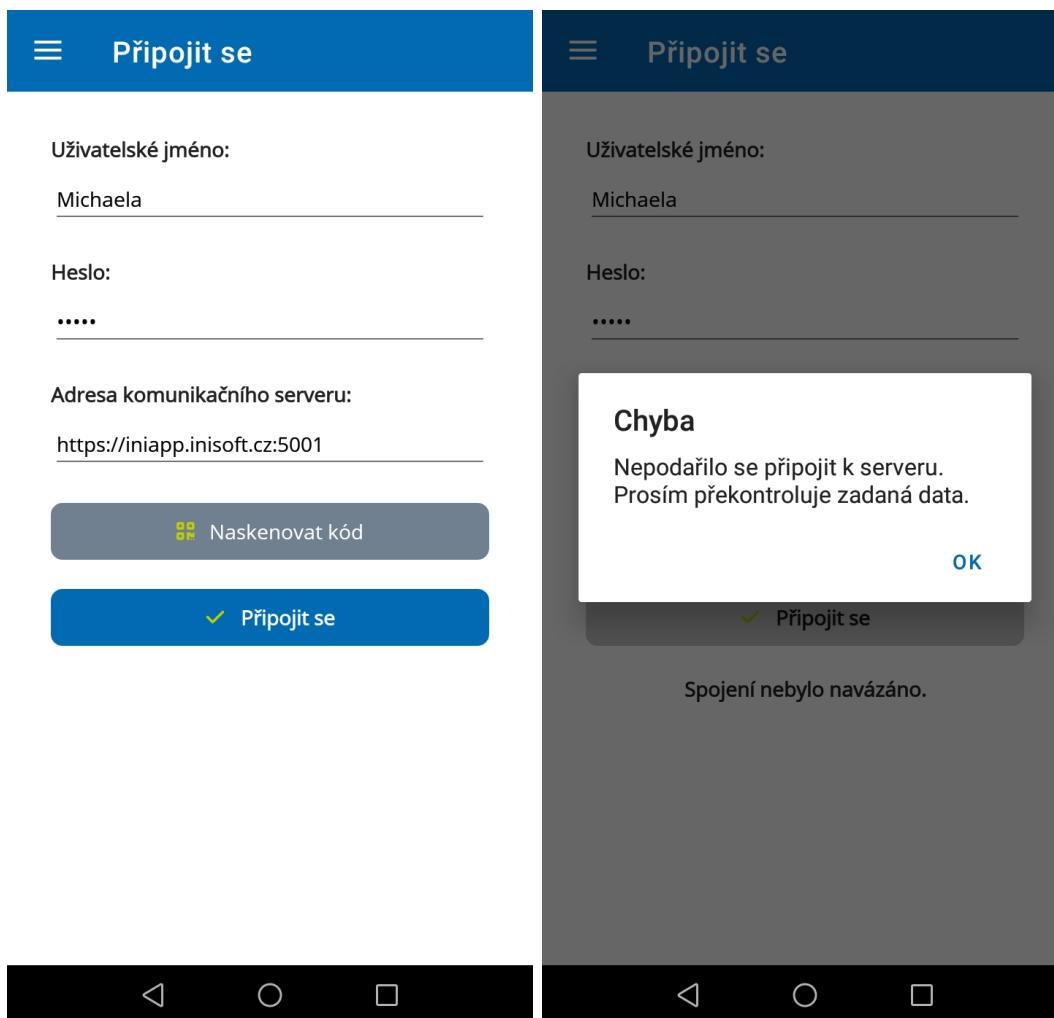 Připojit se
Uživatelské jméno:
Michaela
Heslo:
•••••
Adresa komunikačního serveru:
https://iniapp.inisoft.cz:5001
Naskenovat kód
Připojit se
Připojit se
Uživatelské jméno:
Michaela
Heslo:
•••••
Chyba
Nepodařilo se připojit k serveru.
Prosím překontroluje zadaná data.
OK
Připojit se
Spojení nebylo navázáno.